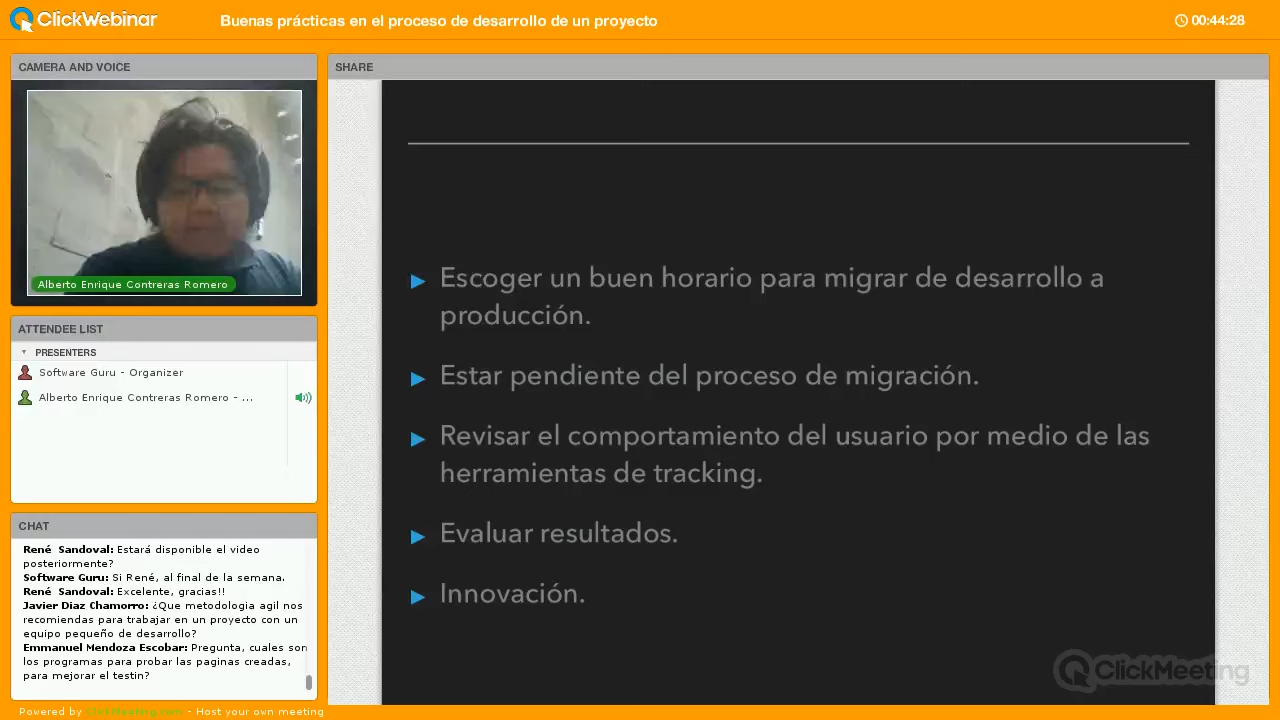 ClickWebinar
Buenas prácticas en el proceso de desarrollo de un proyecto
00:44:28
CAMERA AND VOICE
Alberto Enrique Contreras Romero
ATTENDEE LIST
PRESENTERS
Software Guru - Organizer
Alberto Enrique Contreras Romero - ...
CHAT
René Sandoval: Estará disponible el video
posteriormente?
Software Guru: Si René, al final de la semana.
René Sandoval: Excelente, gracias!!
Javier Diaz Chamorro: ¿Que metodologia agil nos
recomiendas para trabajar en un proyecto con un
equipo pequeño de desarrollo?
Emmanuel Mendoza Escobar: Pregunta, cuales son
los programas para probar las paginas creadas,
para mejorar el testin?
SHARE
Escoger un buen horario para migrar de desarrollo a
producción.
Estar pendiente del proceso de migración.
Revisar el comportamiento del usuario por medio de las
herramientas de tracking.
Evaluar resultados.
Innovación.
ClickMeeting
Powered by ClickMeeting.com - Host your own meeting